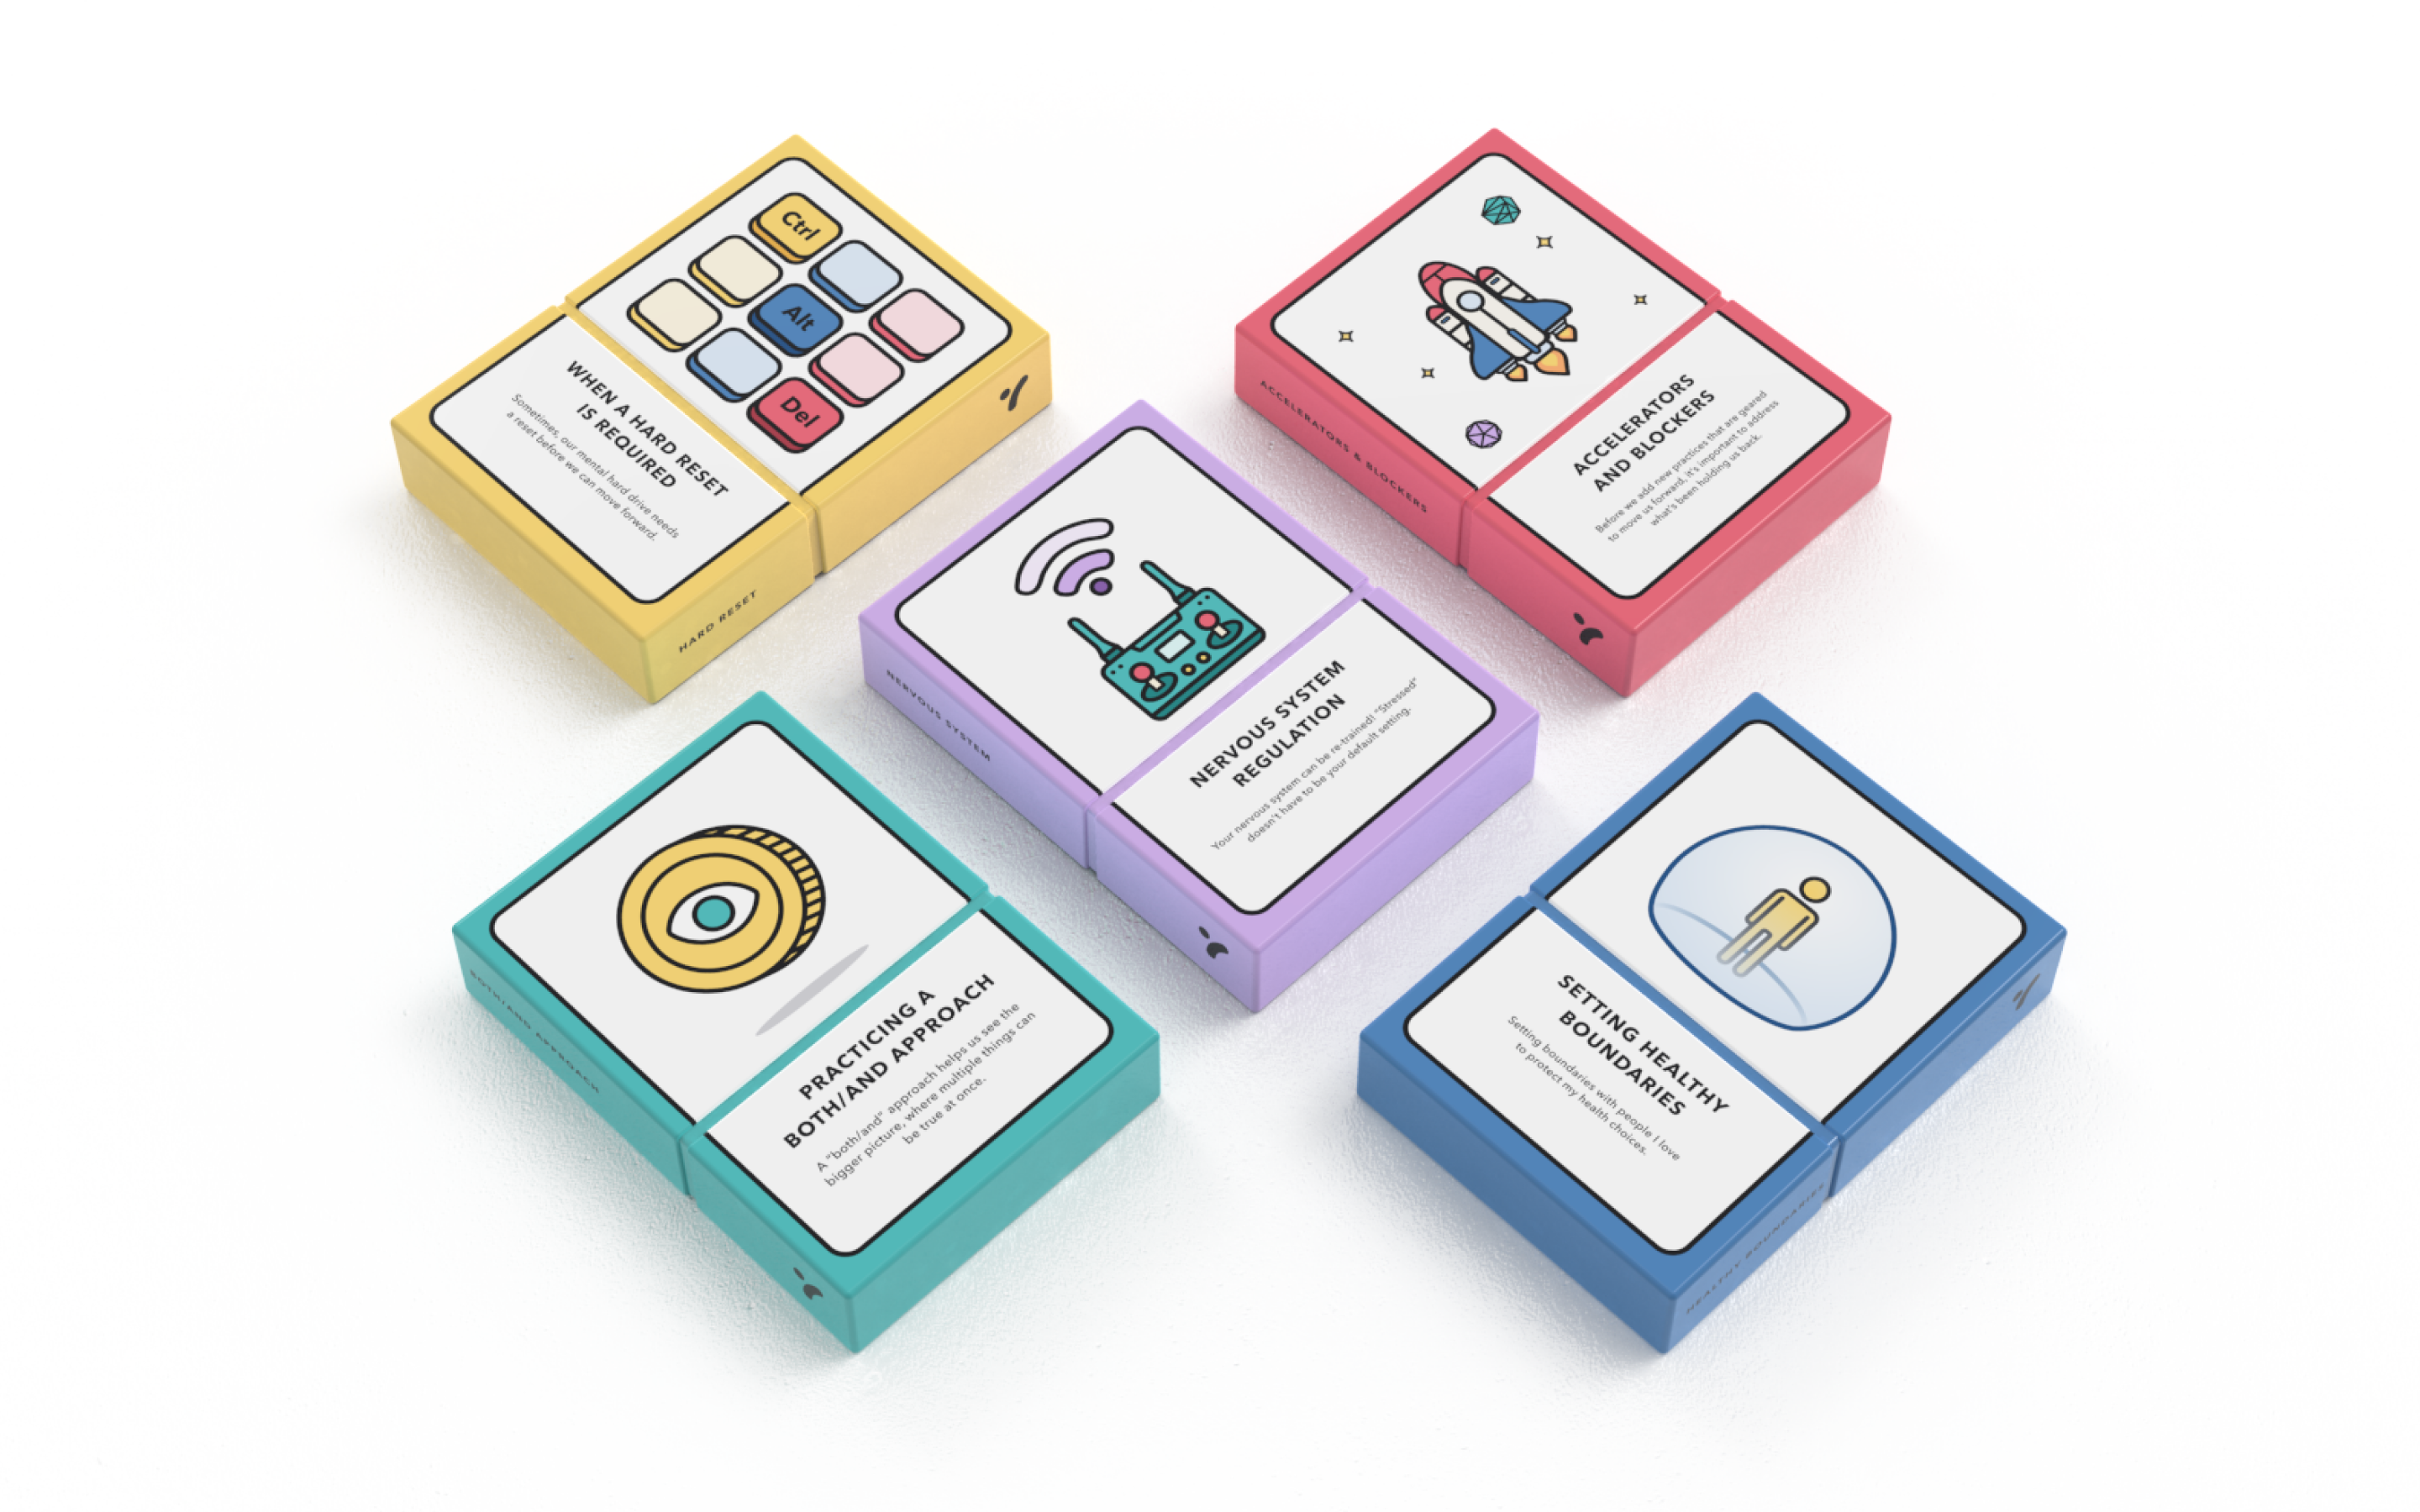 Ctrl
Alt
Del
WHEN A HARD RESET
IS REQUIRED
Sometimes, our mental hard drive needs
a reset before we can move forward.
HARD RESET
ACCELERATORS
AND BLOCKERS
Before we add new practices that are geared
to move us forward, it's important to address
what's been holding us back.
ACCELERATORS & BLOCKERS
NERVOUS SYSTEM
REGULATION
Your nervous system can be re-trained! "Stressed"
doesn't have to be your default setting.
NERVOUS SYSTEM
PRACTICING A
BOTH/AND APPROACH
A "both/and" approach helps us see the
bigger picture, where multiple things can
be true at once.
BOTH/AND APPROACH
SETTING HEALTHY
BOUNDARIES
Setting boundaries with people I love
to protect my health choices.
HEALTHY BOUNDARIES